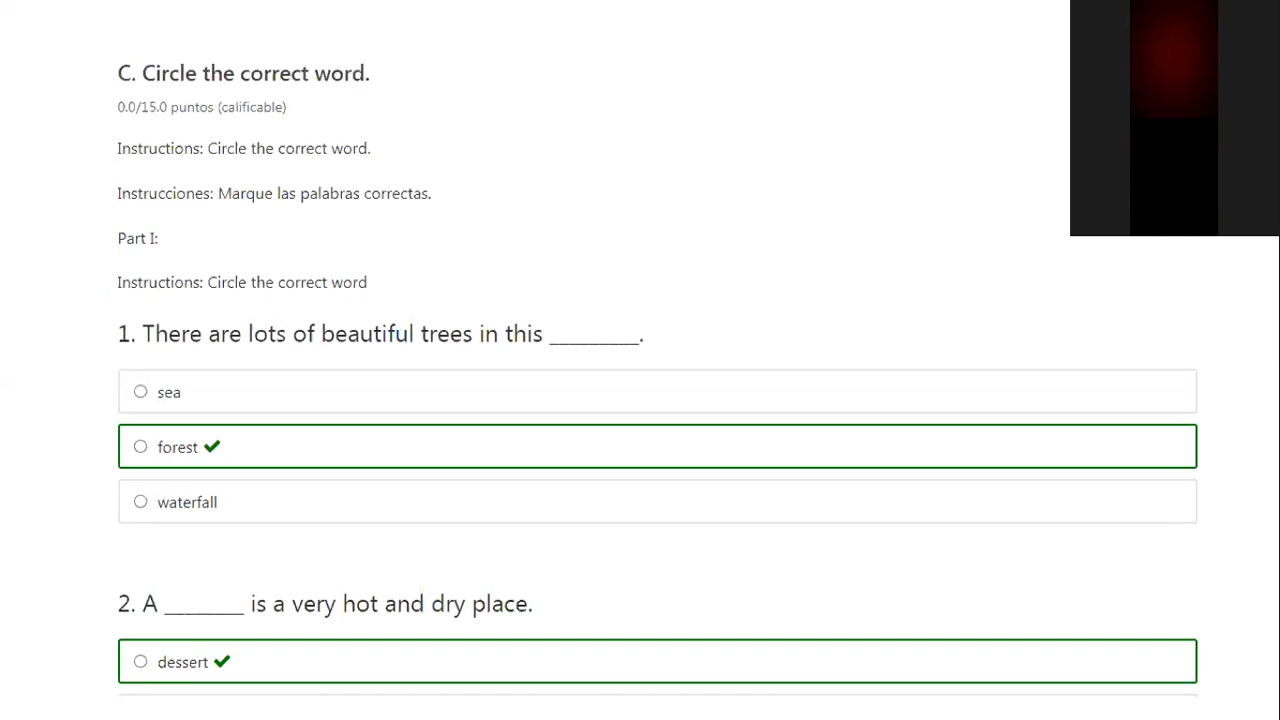 C. Circle the correct word.
0.0/15.0 puntos (calificable)
Instructions: Circle the correct word.
Instrucciones: Marque las palabras correctas.
Part I:
Instructions: Circle the correct word
1. There are lots of beautiful trees in this _________.
sea
forest
waterfall
2. A ________ is a very hot and dry place.
dessert